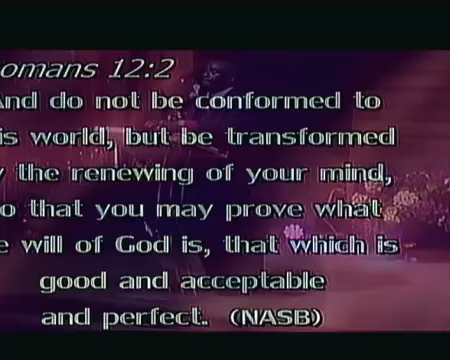 omans 12:2
And do not be conformed to
is world, but be transformed
y the renewing of your mind,
o that you may prove what
e will of God is, that which is
good and acceptable
and perfect. (NASB)